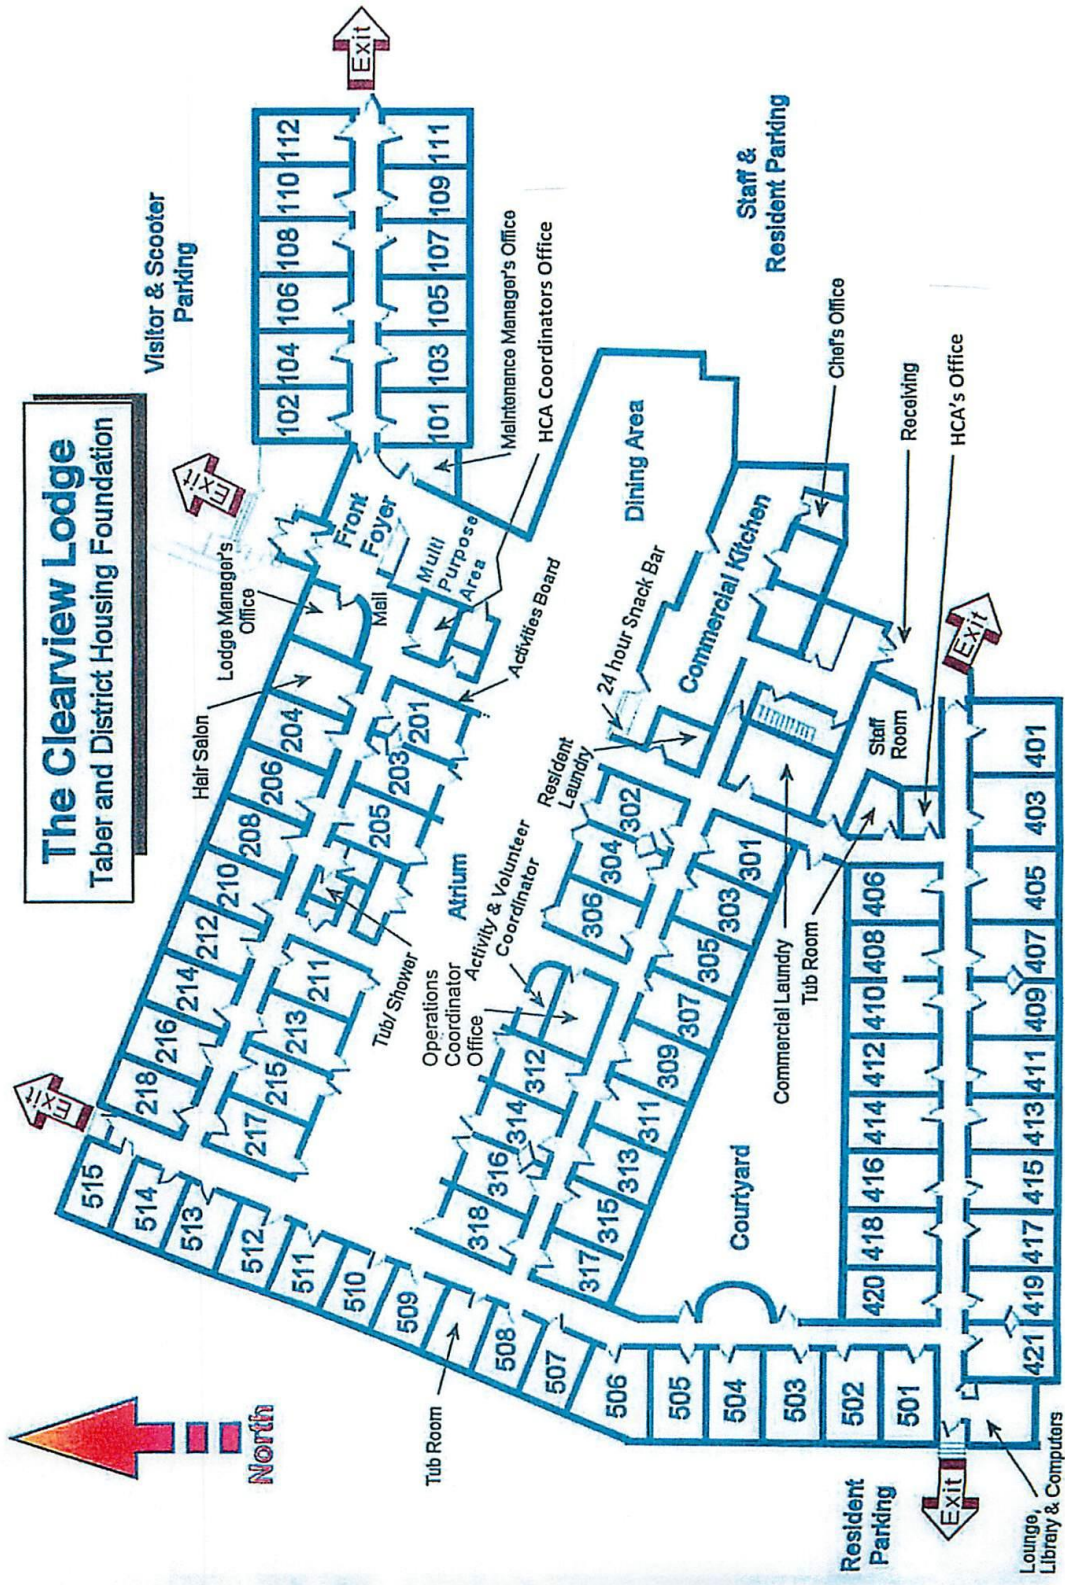 The Clearview Lodge
Taber and District Housing Foundation
North
Visitor & Scooter
Parking
Exit
Exit
Exit
Exit
Exit
102
104
106
108
110
112
101
103
105
107
109
111
Maintenance Manager's Office
HCA Coordinators Office
Staff &
Resident Parking
Front
Foyer
Multi
Purpose
Area
Mail
Lodge Manager's
Office
Hair Salon
Activities Board
204
206
208
210
212
214
216
218
201
203
205
211
213
215
217
Tub/ Shower
Atrium
Dining Area
24 hour Snack Bar
Commercial Kitchen
Chef's Office
Receiving
HCA's Office
Resident
Laundry
Activity & Volunteer
Coordinator
Operations
Coordinator
Office
302
304
306
312
314
316
318
301
303
305
307
309
311
313
315
317
Commercial Laundry
Tub Room
Staff
Room
Courtyard
406
408
410
412
414
416
418
420
401
403
405
407
409
411
413
415
417
419
421
515
514
513
512
511
510
509
508
507
506
505
504
503
502
501
Tub Room
Resident
Parking
Lounge,
Library & Computers